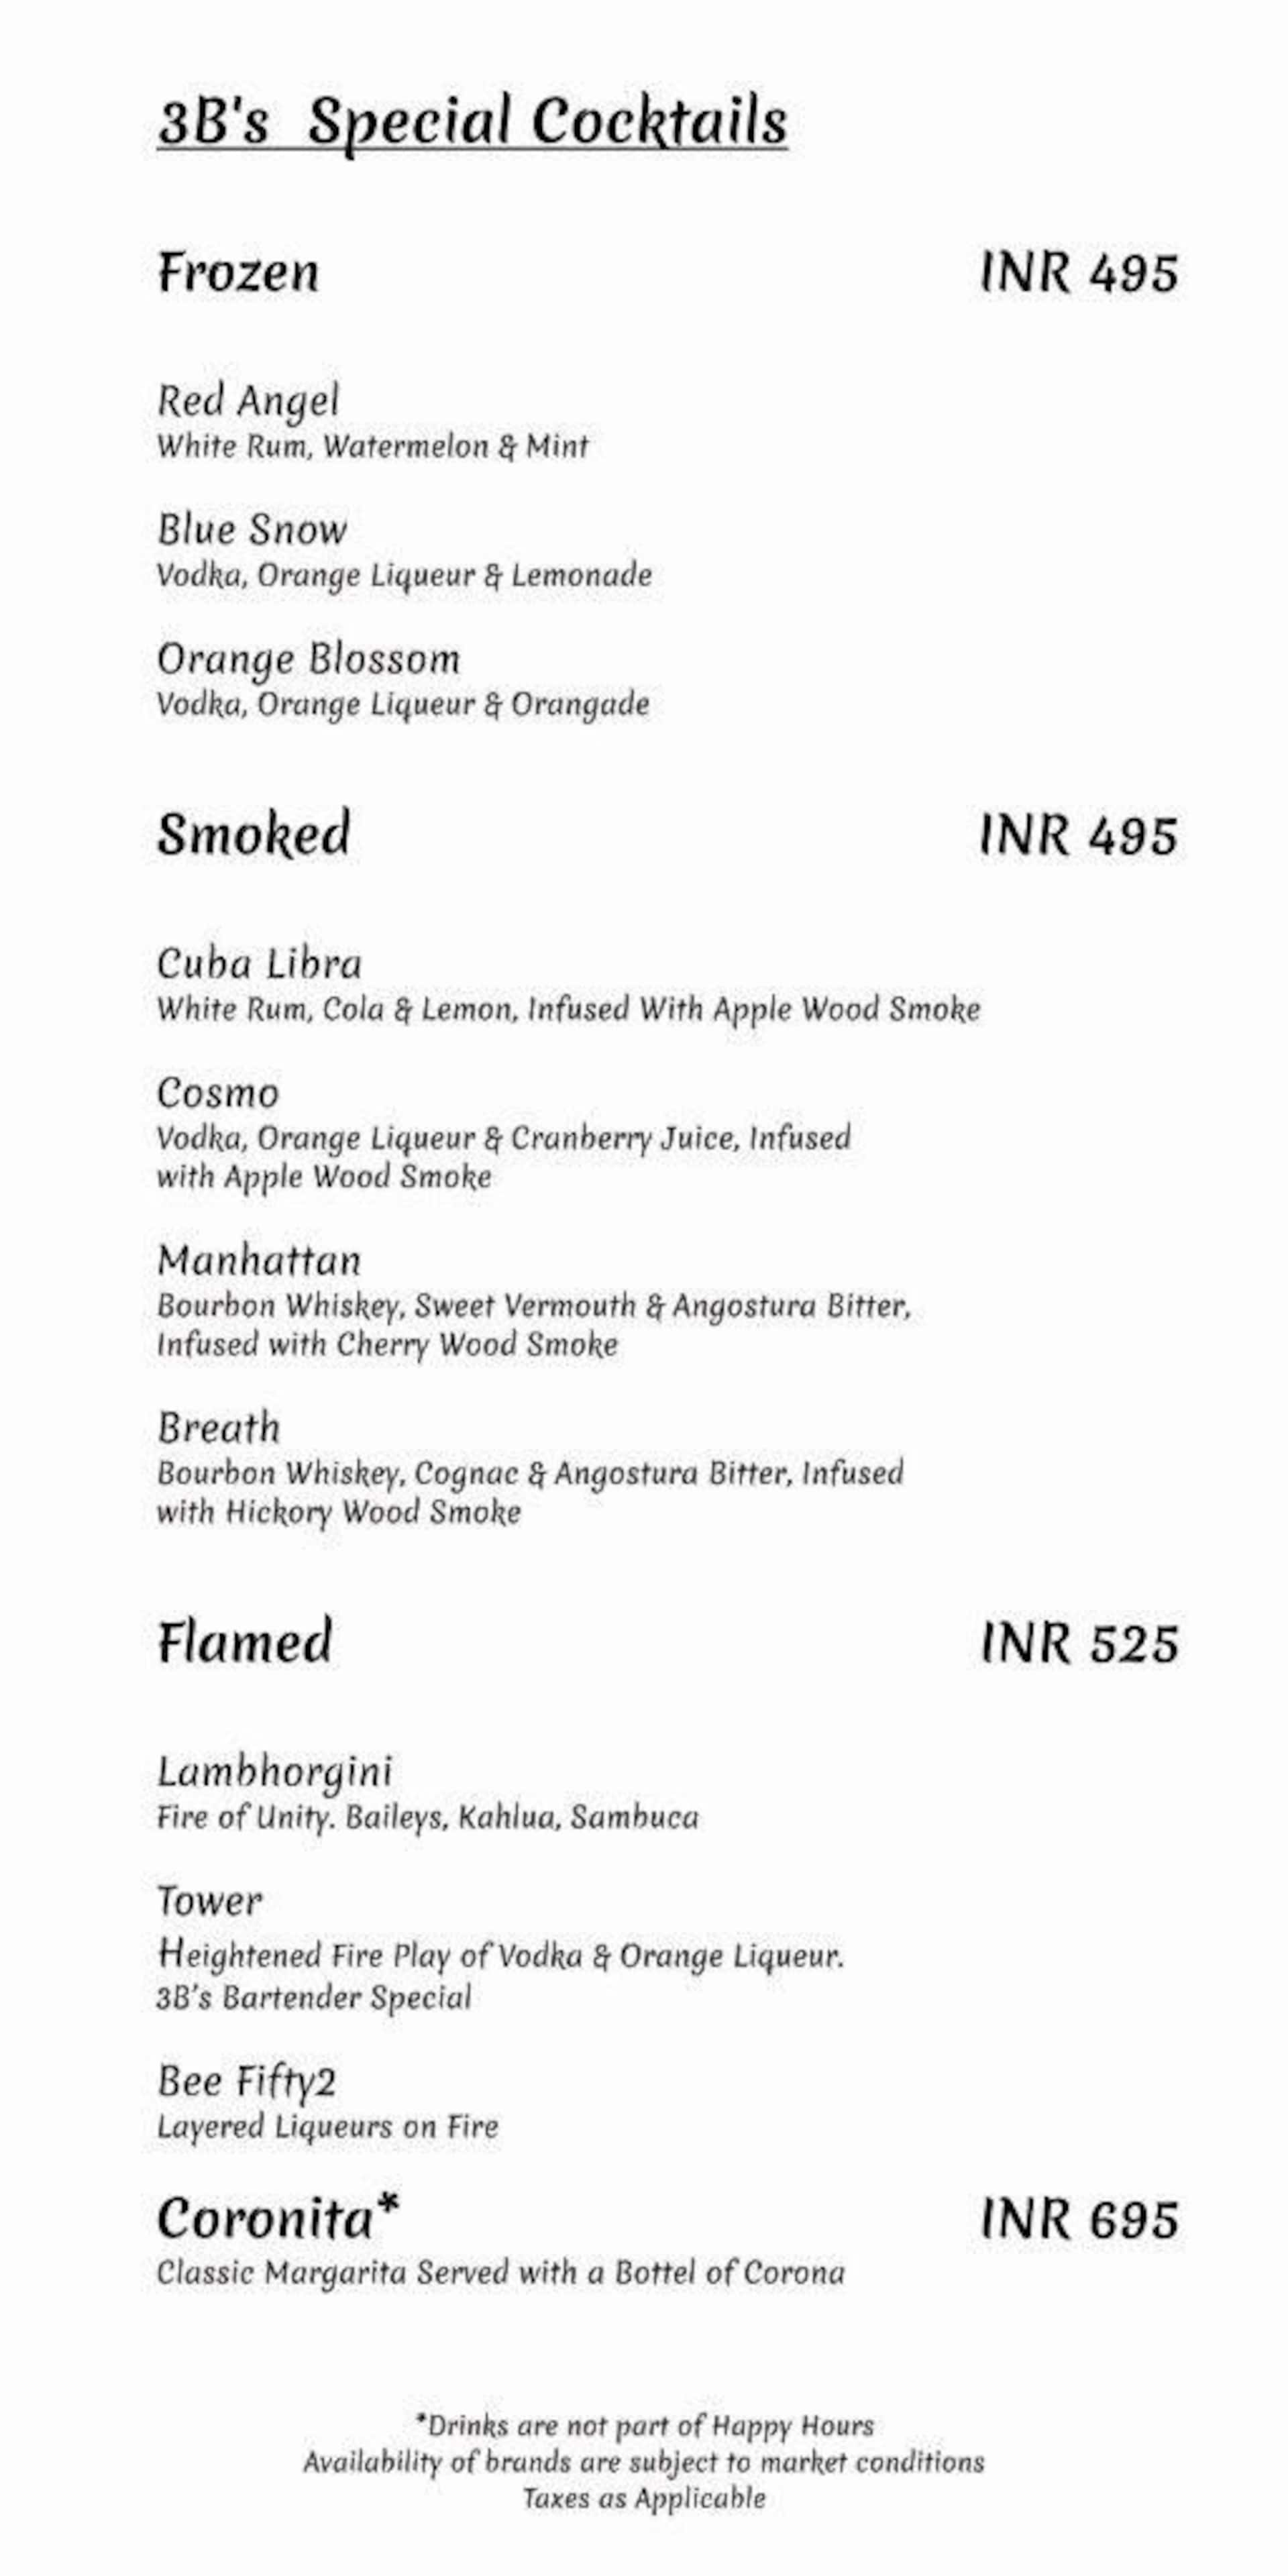 3B's Special Cocktails
Frozen INR 495
Red Angel
White Rum, Watermelon & Mint
Blue Snow
Vodka, Orange Liqueur & Lemonade
Orange Blossom
Vodka, Orange Liqueur & Orangade
Smoked INR 495
Cuba Libra
White Rum, Cola & Lemon, Infused With Apple Wood Smoke
Cosmo
Vodka, Orange Liqueur & Cranberry Juice, Infused
with Apple Wood Smoke
Manhattan
Bourbon Whiskey, Sweet Vermouth & Angostura Bitter,
Infused with Cherry Wood Smoke
Breath
Bourbon Whiskey, Cognac & Angostura Bitter, Infused
with Hickory Wood Smoke
Flamed INR 525
Lambhorgini
Fire of Unity. Baileys, Kahlua, Sambuca
Tower
Heightened Fire Play of Vodka & Orange Liqueur.
3B's Bartender Special
Bee Fifty2
Layered Liqueurs on Fire
Coronita* INR 695
Classic Margarita Served with a Bottel of Corona
*Drinks are not part of Happy Hours
Availability of brands are subject to market conditions
Taxes as Applicable